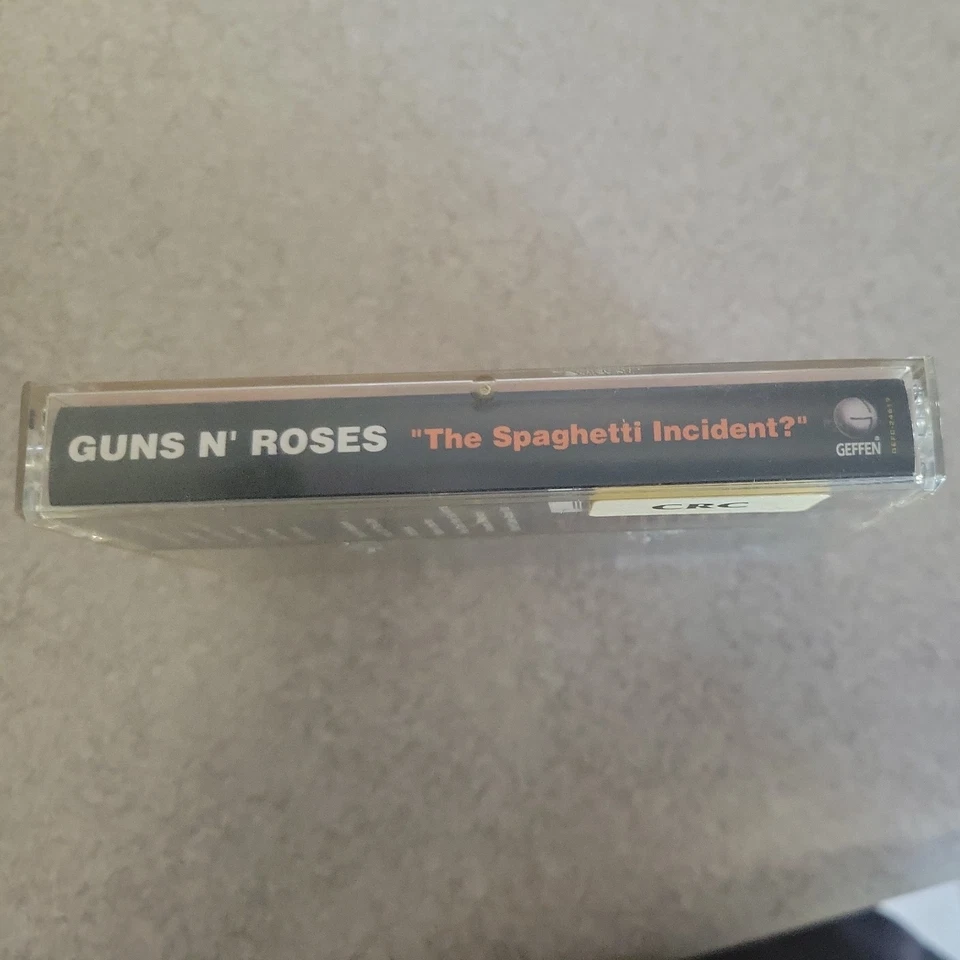 GUNS N' ROSES "The Spaghetti Incident?"
GEFFEN®
CRC